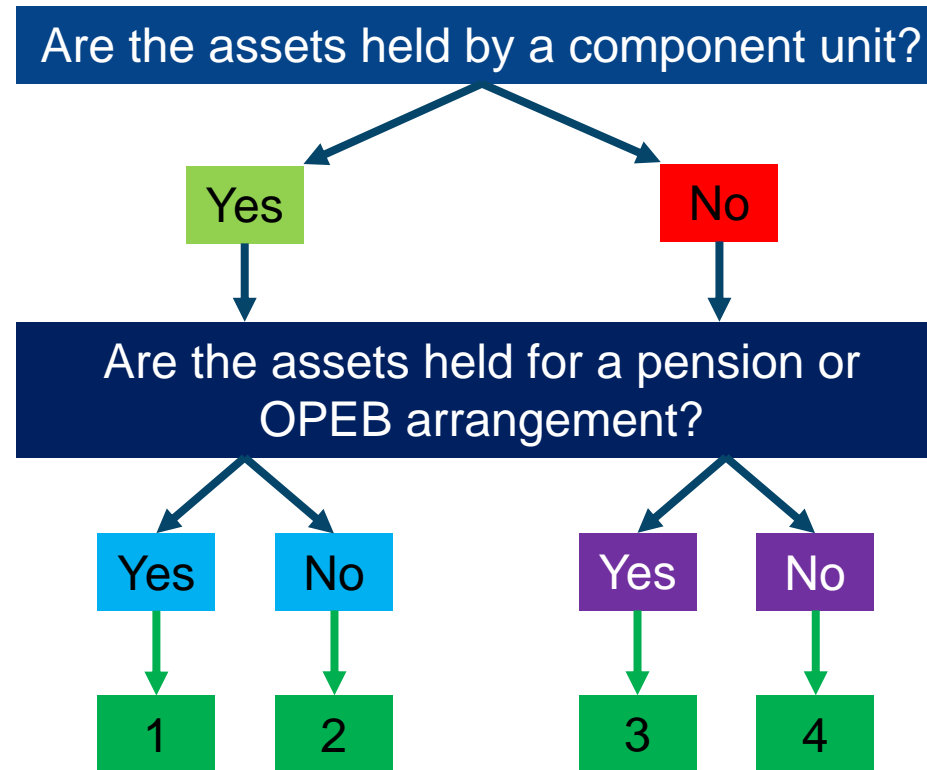 Are the assets held by a component unit?
Yes
No
Are the assets held for a pension or
OPEB arrangement?
Yes
No
Yes
No
1
2
3
4